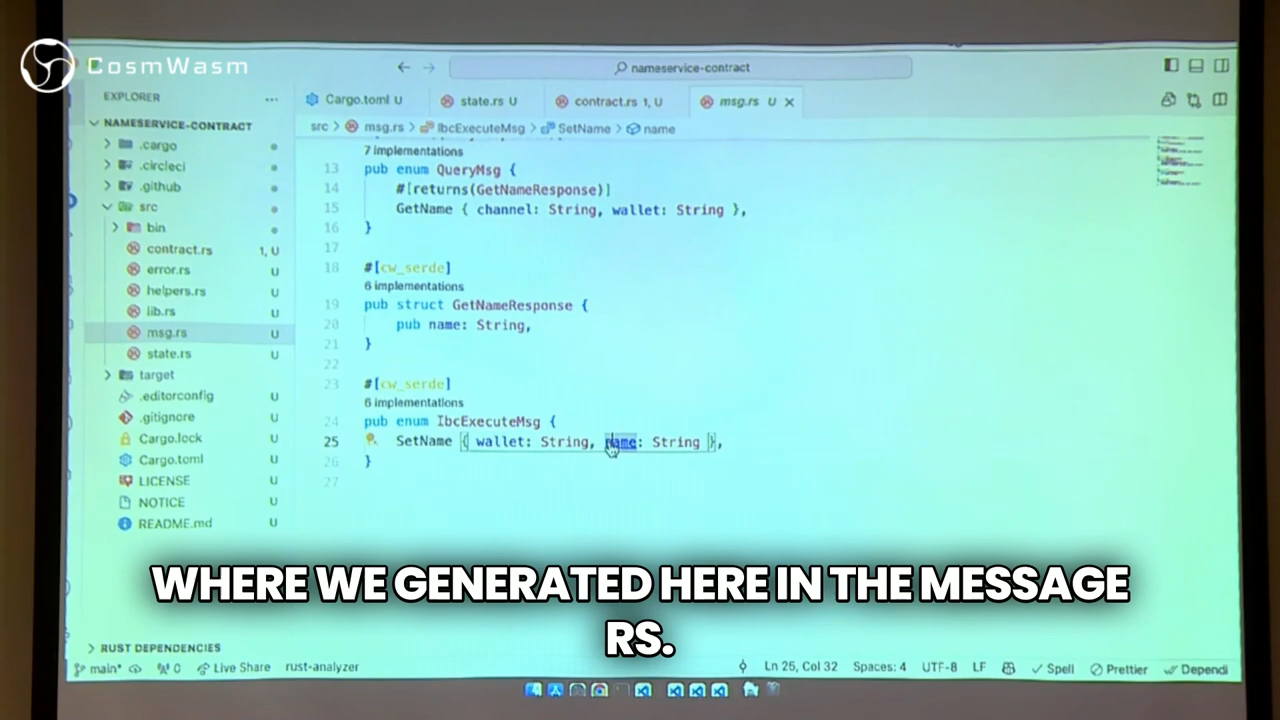 CosmWasm
nameservice-contract
EXPLORER
Cargo.toml U
state.rs U
contract.rs 1, U
msg.rs U
NAMESERVICE-CONTRACT
src > msg.rs > IbcExecuteMsg > SetName > name
.cargo
.circleci
.github
src
bin
contract.rs 1, U
error.rs U
helpers.rs U
lib.rs U
msg.rs U
state.rs U
target
.editorconfig U
.gitignore U
Cargo.lock U
Cargo.toml U
LICENSE U
NOTICE U
README.md U
7 implementations
13 pub enum QueryMsg {
14 #[returns(GetNameResponse)]
15 GetName { channel: String, wallet: String },
16 }
17
18 #[cw_serde]
6 implementations
19 pub struct GetNameResponse {
20 pub name: String,
21 }
22
23 #[cw_serde]
6 implementations
24 pub enum IbcExecuteMsg {
25 SetName { wallet: String, name: String },
26 }
27
WHERE WE GENERATED HERE IN THE MESSAGE
RS.
RUST DEPENDENCIES
main* 0 Live Share rust-analyzer Ln 25, Col 32 Spaces: 4 UTF-8 LF Spell Prettier Dependi